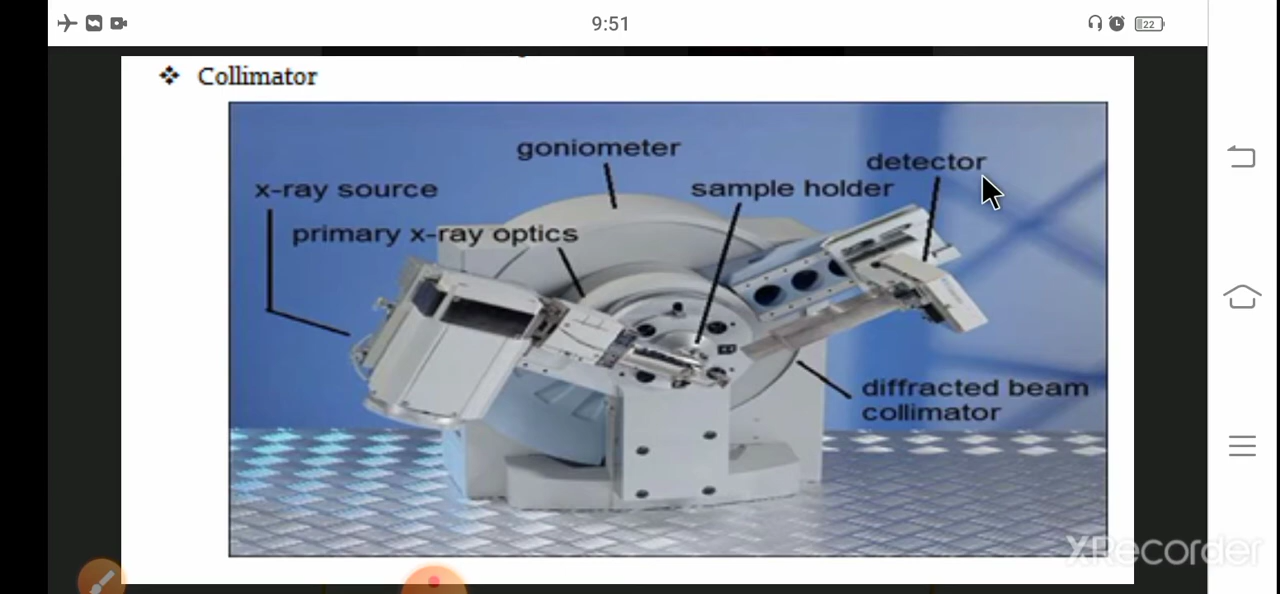 9:51
22
Collimator
goniometer
detector
x-ray source
sample holder
primary x-ray optics
diffracted beam
collimator
XRecorder